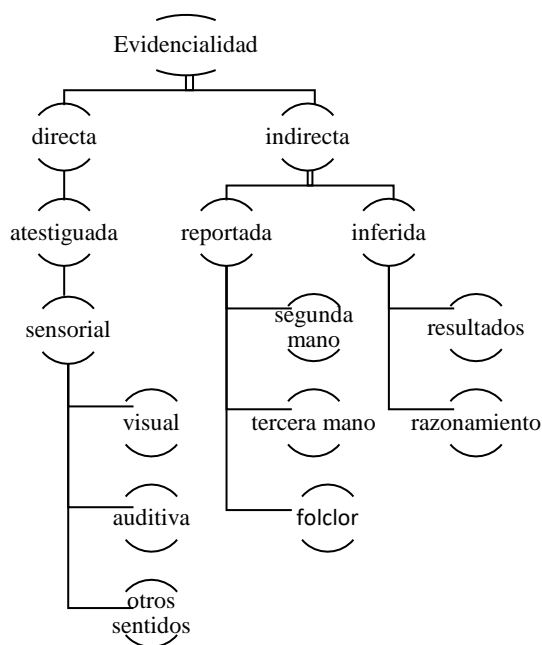 Evidencialidad
directa
indirecta
atestiguada
reportada
inferida
sensorial
segunda
mano
resultados
visual
tercera mano
razonamiento
auditiva
folclor
otros
sentidos